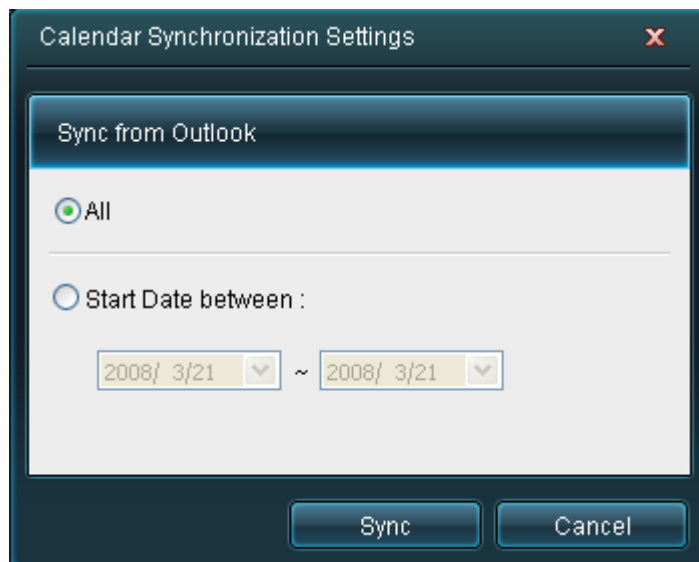 Calendar Synchronization Settings
Sync from Outlook
All
Start Date between :
2008/ 3/21 ~ 2008/ 3/21
Sync Cancel